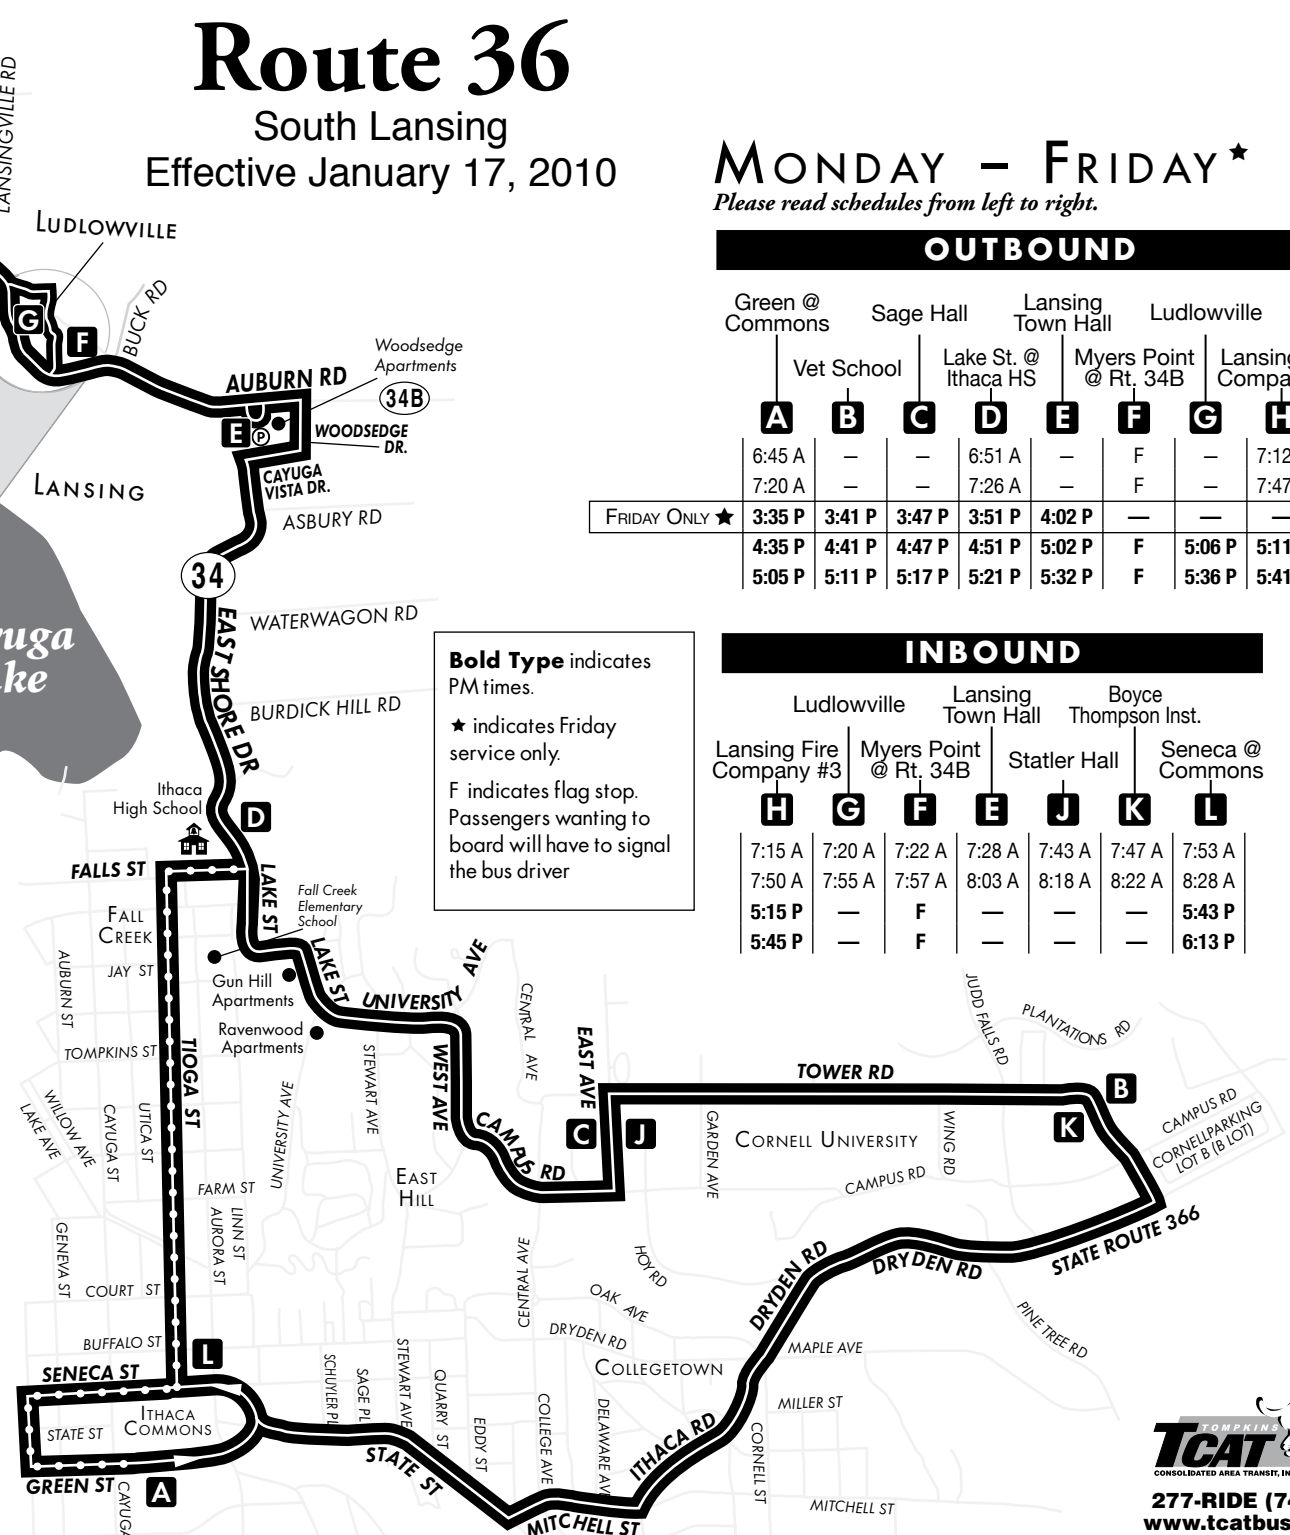 Route 36
South Lansing
Effective January 17, 2010
LANSINGVILLE RD
LUDLOWVILLE
G
F
BUCK RD
Woodsedge
Apartments
AUBURN RD
34B
E
P
WOODSEDGE
DR.
CAYUGA
VISTA DR.
LANSING
ASBURY RD
34
EAST SHORE DR
WATERWAGON RD
BURDICK HILL RD
Ithaca
High School
D
FALLS ST
LAKE ST
Fall Creek
Elementary
School
FALL
CREEK
JAY ST
AUBURN ST
Gun Hill
Apartments
LAKE ST
UNIVERSITY AVE
Ravenwood
Apartments
TOMPKINS ST
TIOGA ST
STEWART AVE
WEST AVE
CENTRAL AVE
EAST AVE
WILLOW AVE
LAKE AVE
CAYUGA ST
UTICA ST
UNIVERSITY AVE
CAMPUS RD
C
J
FARM ST
EAST
HILL
LINN ST
AURORA ST
GENEVA ST
COURT ST
BUFFALO ST
L
SENECA ST
ITHACA
COMMONS
STATE ST
GREEN ST
A
SCHUYLER PL
SAGE PL
STEWART AVE
QUARRY ST
EDDY ST
STATE ST
CENTRAL AVE
HOY RD
OAK AVE
DRYDEN RD
COLLEGETOWN
COLLEGE AVE
DELAWARE AV
MITCHELL ST
ITHACA RD
CORNELL ST
MAPLE AVE
MILLER ST
MITCHELL ST
DRYDEN RD
DRYDEN RD
STATE ROUTE 366
PINE TREE RD
TOWER RD
B
K
CORNELL UNIVERSITY
GARDEN AVE
WING RD
CAMPUS RD
JUDD FALLS RD
PLANTATIONS RD
CAMPUS RD
CORNELL PARKING
LOT B (B LOT)
Bold Type indicates
PM times.
★ indicates Friday
service only.
F indicates flag stop.
Passengers wanting to
board will have to signal
the bus driver
MONDAY – FRIDAY★
Please read schedules from left to right.
OUTBOUND
Green @
Commons
Vet School
Sage Hall
Lake St. @
Ithaca HS
Lansing
Town Hall
Myers Point
@ Rt. 34B
Ludlowville
A B C D E F G H
6:45 A — — 6:51 A — F — 7:12
7:20 A — — 7:26 A — F — 7:47
FRIDAY ONLY ★ 3:35 P 3:41 P 3:47 P 3:51 P 4:02 P — — —
4:35 P 4:41 P 4:47 P 4:51 P 5:02 P F 5:06 P 5:11
5:05 P 5:11 P 5:17 P 5:21 P 5:32 P F 5:36 P 5:41
INBOUND
Lansing Fire
Company #3
Ludlowville
Myers Point
@ Rt. 34B
Lansing
Town Hall
Statler Hall
Boyce
Thompson Inst.
Seneca @
Commons
H G F E J K L
7:15 A 7:20 A 7:22 A 7:28 A 7:43 A 7:47 A 7:53 A
7:50 A 7:55 A 7:57 A 8:03 A 8:18 A 8:22 A 8:28 A
5:15 P — F — — — 5:43 P
5:45 P — F — — — 6:13 P
TOMPKINS
TCAT
CONSOLIDATED AREA TRANSIT, IN
277-RIDE (7
www.tcatbus